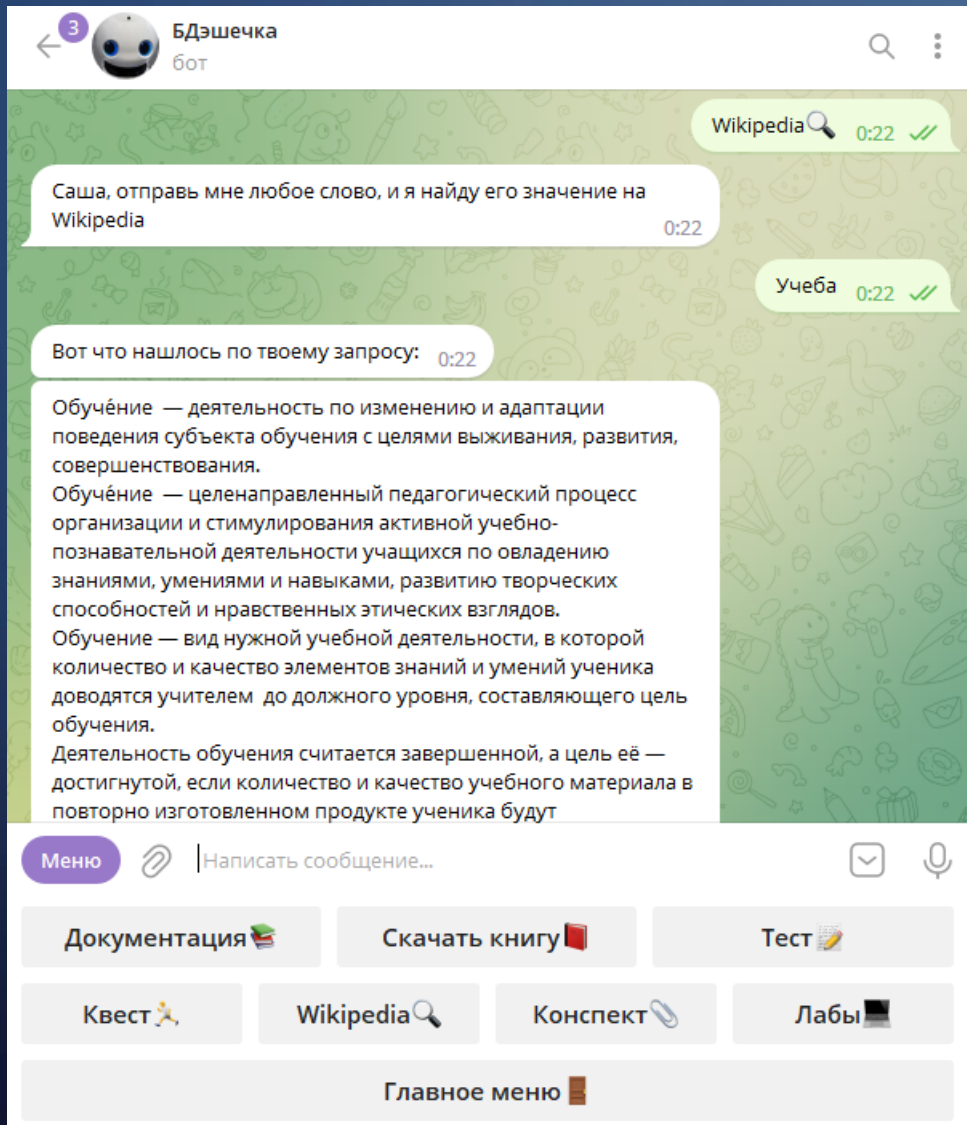 3
БДэшечка
бот
Wikipedia🔍 0:22
Саша, отправь мне любое слово, и я найду его значение на
Wikipedia
0:22
Учеба 0:22
Вот что нашлось по твоему запросу: 0:22
Обуче́ние — деятельность по изменению и адаптации
поведения субъекта обучения с целями выживания, развития,
совершенствования.
Обуче́ние — целенаправленный педагогический процесс
организации и стимулирования активной учебно-
познавательной деятельности учащихся по овладению
знаниями, умениями и навыками, развитию творческих
способностей и нравственных этических взглядов.
Обучение — вид нужной учебной деятельности, в которой
количество и качество элементов знаний и умений ученика
доводятся учителем до должного уровня, составляющего цель
обучения.
Деятельность обучения считается завершенной, а цель её —
достигнутой, если количество и качество учебного материала в
повторно изготовленном продукте ученика будут
Меню Написать сообщение...
Документация📚 Скачать книгу📕 Тест📝
Квест🏃 Wikipedia🔍 Конспект📎 Лабы💻
Главное меню🚪